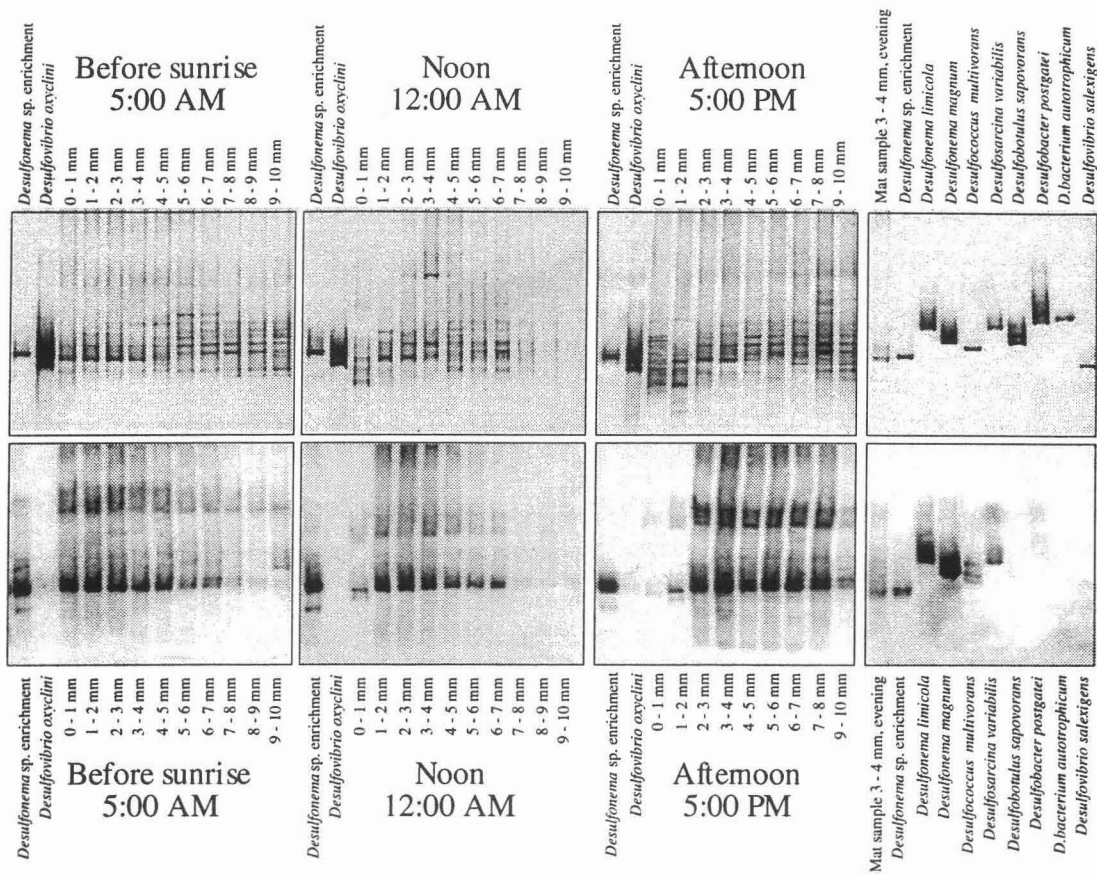 Before sunrise
5:00 AM
Desulfonema sp. enrichment
Desulfovibrio oxyclini
0 - 1 mm
1 - 2 mm
2 - 3 mm
3 - 4 mm
4 - 5 mm
5 - 6 mm
6 - 7 mm
7 - 8 mm
8 - 9 mm
9 - 10 mm
Noon
12:00 AM
Desulfonema sp. enrichment
Desulfovibrio oxyclini
0 - 1 mm
1 - 2 mm
2 - 3 mm
3 - 4 mm
4 - 5 mm
5 - 6 mm
6 - 7 mm
7 - 8 mm
8 - 9 mm
9 - 10 mm
Afternoon
5:00 PM
Desulfonema sp. enrichment
Desulfovibrio oxyclini
0 - 1 mm
1 - 2 mm
2 - 3 mm
3 - 4 mm
4 - 5 mm
5 - 6 mm
6 - 7 mm
7 - 8 mm
9 - 10 mm
Mat sample 3 - 4 mm, evening
Desulfonema sp. enrichment
Desulfonema limicola
Desulfonema magnum
Desulfococcus multivorans
Desulfosarcina variabilis
Desulfobotulus sapovorans
Desulfobacter postgatei
D.bacterium autotrophicum
Desulfovibrio salexigens
Desulfonema sp. enrichment
Desulfovibrio oxyclini
0 - 1 mm
1 - 2 mm
2 - 3 mm
3 - 4 mm
4 - 5 mm
5 - 6 mm
6 - 7 mm
7 - 8 mm
8 - 9 mm
9 - 10 mm
Before sunrise
5:00 AM
Desulfonema sp. enrichment
Desulfovibrio oxyclini
0 - 1 mm
1 - 2 mm
2 - 3 mm
3 - 4 mm
4 - 5 mm
5 - 6 mm
6 - 7 mm
7 - 8 mm
8 - 9 mm
9 - 10 mm
Noon
12:00 AM
Desulfonema sp. enrichment
Desulfovibrio oxyclini
0 - 1 mm
1 - 2 mm
2 - 3 mm
3 - 4 mm
4 - 5 mm
5 - 6 mm
6 - 7 mm
7 - 8 mm
9 - 10 mm
Afternoon
5:00 PM
Mat sample 3 - 4 mm, evening
Desulfonema sp. enrichment
Desulfonema limicola
Desulfonema magnum
Desulfococcus multivorans
Desulfosarcina variabilis
Desulfobotulus sapovorans
Desulfobacter postgatei
D.bacterium autotrophicum
Desulfovibrio salexigens